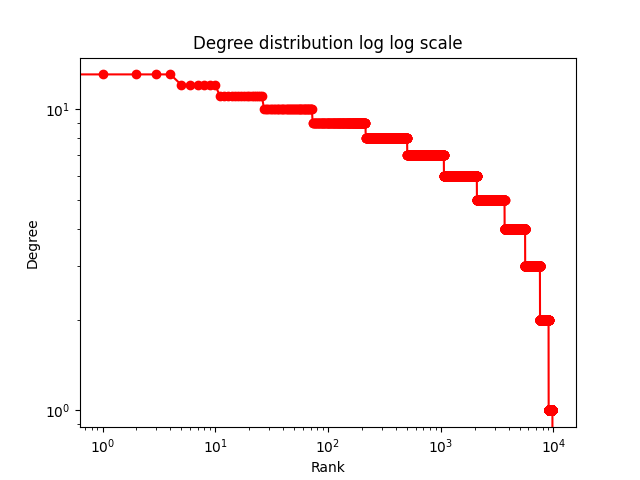 Degree distribution log log scale
10¹
10⁰
Degree
10⁰ 10¹ 10² 10³ 10⁴
Rank